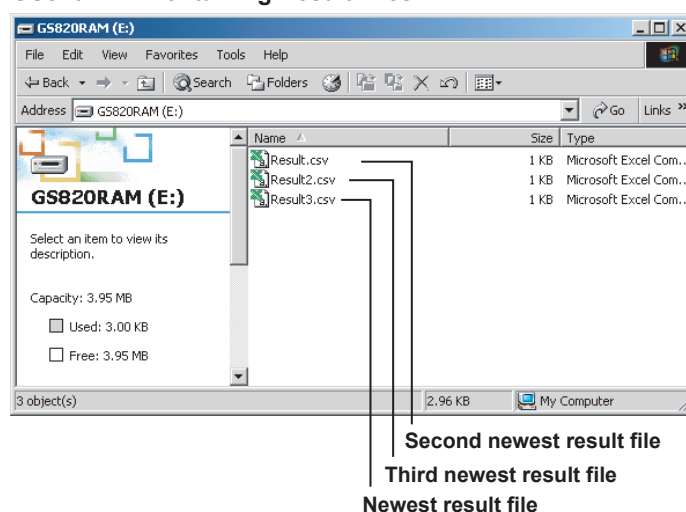 GS820RAM (E:)
File Edit View Favorites Tools Help
Back Search Folders
Address GS820RAM (E:) Go Links »
Name Size Type
Result.csv 1 KB Microsoft Excel Com...
Result2.csv 1 KB Microsoft Excel Com...
Result3.csv 1 KB Microsoft Excel Com...
GS820RAM (E:)
Select an item to view its
description.
Capacity: 3.95 MB
Used: 3.00 KB
Free: 3.95 MB
3 object(s) 2.96 KB My Computer
Second newest result file
Third newest result file
Newest result file